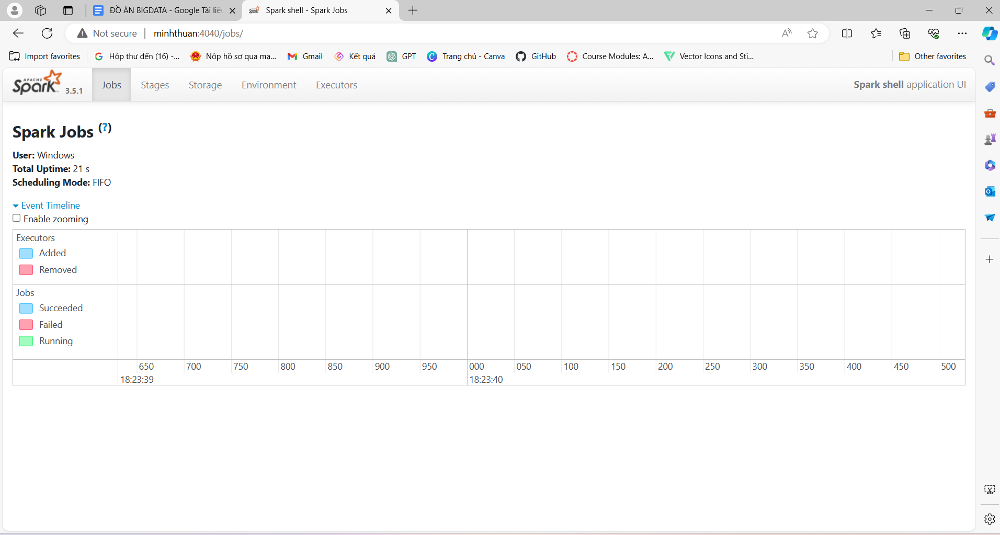 ĐỒ ÁN BIGDATA - Google Tài liệu
Spark shell - Spark Jobs
Not secure
minhthuan:4040/jobs/
Import favorites
Hộp thư đến (16) -...
Nộp hồ sơ qua mạ...
Gmail
Kết quả
GPT
Trang chủ - Canva
GitHub
Course Modules: A...
Vector Icons and Sti...
Other favorites
APACHE
Spark 3.5.1
Jobs
Stages
Storage
Environment
Executors
Spark shell application UI
Spark Jobs (?)
User: Windows
Total Uptime: 21 s
Scheduling Mode: FIFO
Event Timeline
Enable zooming
Executors
Added
Removed
Jobs
Succeeded
Failed
Running
650 700 750 800 850 900 950 000 050 100 150 200 250 300 350 400 450 500
18:23:39 18:23:40